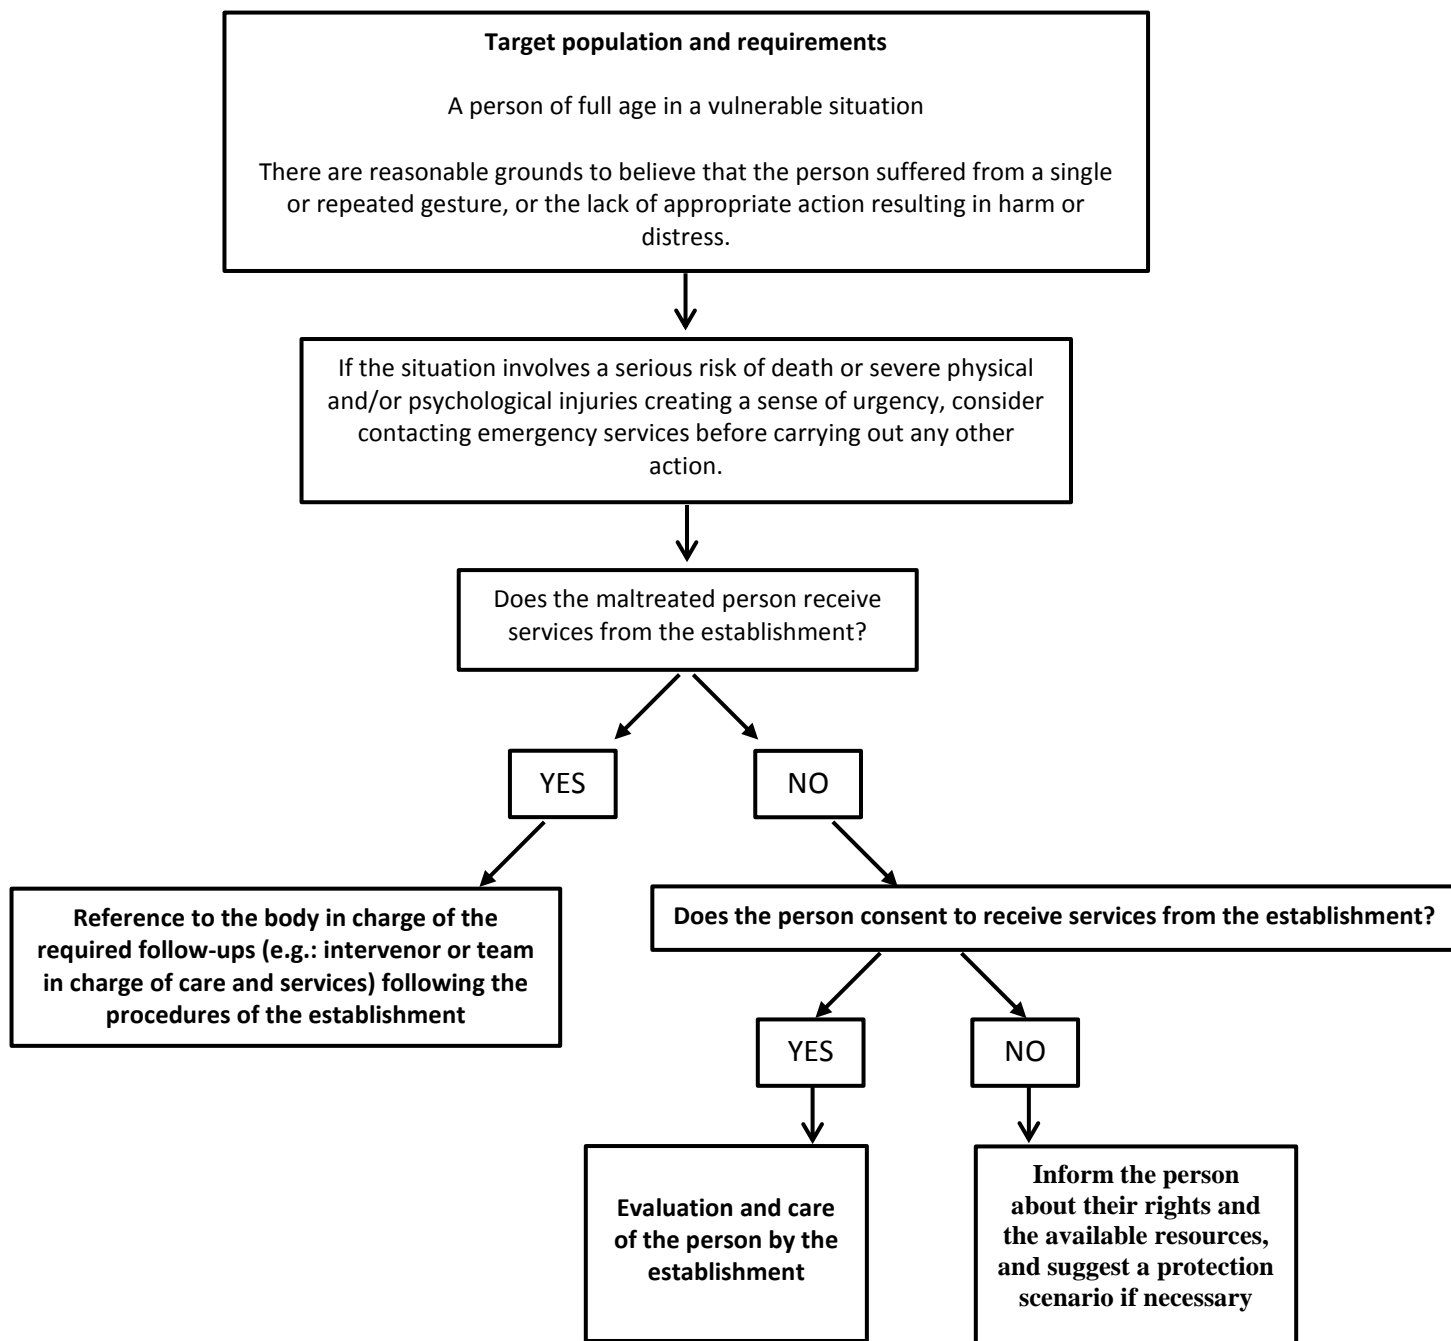 Target population and requirements
A person of full age in a vulnerable situation
There are reasonable grounds to believe that the person suffered from a single
or repeated gesture, or the lack of appropriate action resulting in harm or
distress.
If the situation involves a serious risk of death or severe physical
and/or psychological injuries creating a sense of urgency, consider
contacting emergency services before carrying out any other
action.
Does the maltreated person receive
services from the establishment?
YES
NO
Reference to the body in charge of the
required follow-ups (e.g.: intervenor or team
in charge of care and services) following the
procedures of the establishment
Does the person consent to receive services from the establishment?
YES
NO
Evaluation and care
of the person by the
establishment
Inform the person
about their rights and
the available resources,
and suggest a protection
scenario if necessary